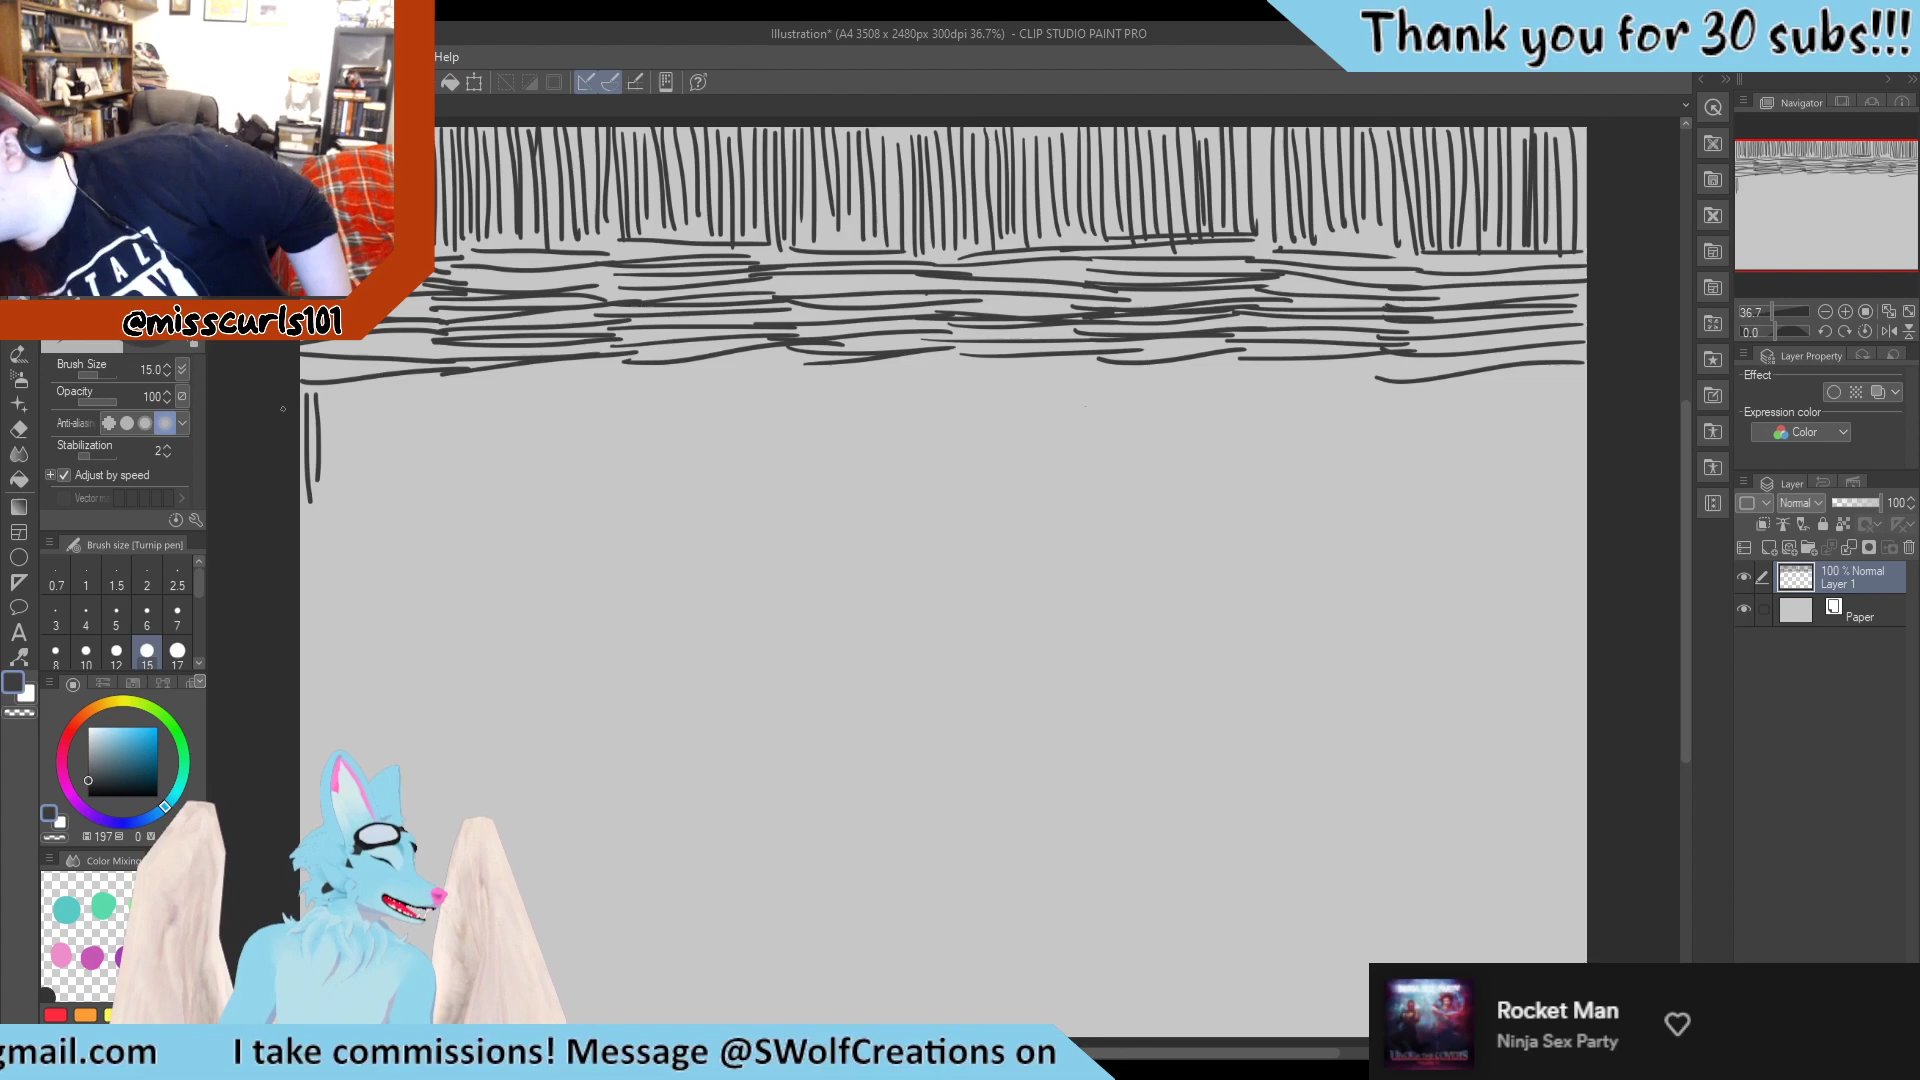 Thank you for 30 subs!!!
Illustration* (A4 3508 x 2480px 300dpi 36.7%) - CLIP STUDIO PAINT PRO
Help
Navigator
36.7
0.0
Layer Property
Effect
Expression color
Color
Layer
Normal
100
100 % Normal
Layer 1
Paper
@misscurls101
Brush Size
15.0
Opacity
100
Anti-aliasin
Stabilization
2
Adjust by speed
Vector m
Brush size [Turnip pen]
0.7 1 1.5 2 2.5
3 4 5 6 7
8 10 12 15 17
H 197 S 0 V
Color Mixing
gmail.com I take commissions! Message @SWolfCreations on
Rocket Man
Ninja Sex Party